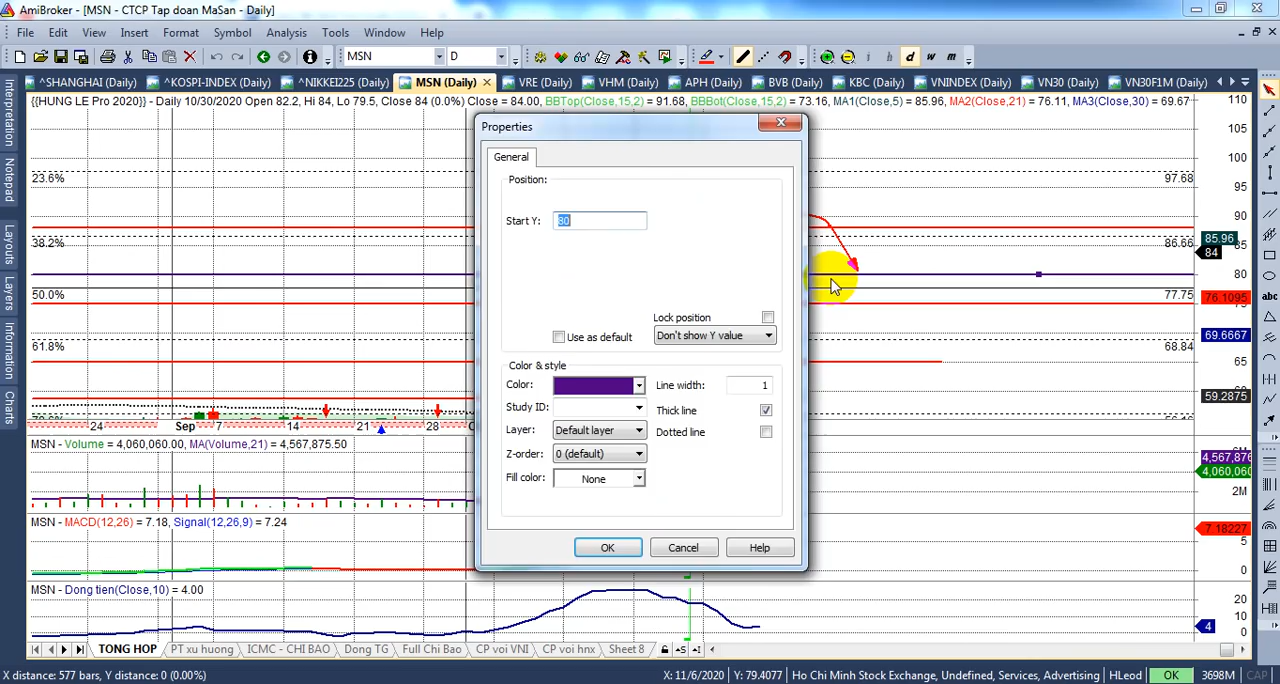 AmiBroker - [MSN - CTCP Tap doan MaSan - Daily]
File Edit View Insert Format Symbol Analysis Tools Window Help
MSN D i d w m
^SHANGHAI (Daily) ^KOSPI-INDEX (Daily) ^NIKKEI225 (Daily) MSN (Daily) VRE (Daily) VHM (Daily) APH (Daily) BVB (Daily) KBC (Daily) VNINDEX (Daily) VN30 (Daily) VN30F1M (Daily)
{{HUNG LE Pro 2020}} - Daily 10/30/2020 Open 82.2, Hi 84, Lo 79.5, Close 84 (0.0%) Close = 84.00, BBTop(Close,15,2) = 91.68, BBBot(Close,15,2) = 73.16, MA1(Close,5) = 85.96, MA2(Close,21) = 76.11, MA3(Close,30) = 69.67
Interpretation
Notepad
Layouts
Layers
Information
Charts
Properties
General
Position:
Start Y: 80
Lock position
Use as default Don't show Y value
Color & style
Color: Line width: 1
Study ID: Thick line
Layer: Default layer Dotted line
Z-order: 0 (default)
Fill color: None
OK Cancel Help
110
105
100
23.6% 97.68
95
90
38.2% 86.66 85.96 85
84
80
50.0% 77.75
76.1095
61.8% 68.84 69.6667
65
60
59.2875
24 Sep 7 14 21 28
abc
MSN - Volume = 4,060,060.00, MA(Volume,21) = 4,567,875.50
4,567,876
4,060,060
2M
MSN - MACD(12,26) = 7.18, Signal(12,26,9) = 7.24
7.18227
5
0
MSN - Dong tien(Close,10) = 4.00
20
10
4
0
TONG HOP PT xu huong ICMC - CHI BAO Dong TG Full Chi Bao CP voi VNI CP voi hnx Sheet 8
X distance: 577 bars, Y distance: 0 (0.00%) X: 11/6/2020 Y: 79.4077 Ho Chi Minh Stock Exchange, Undefined, Services, Advertising HLeod OK 3698M CAP